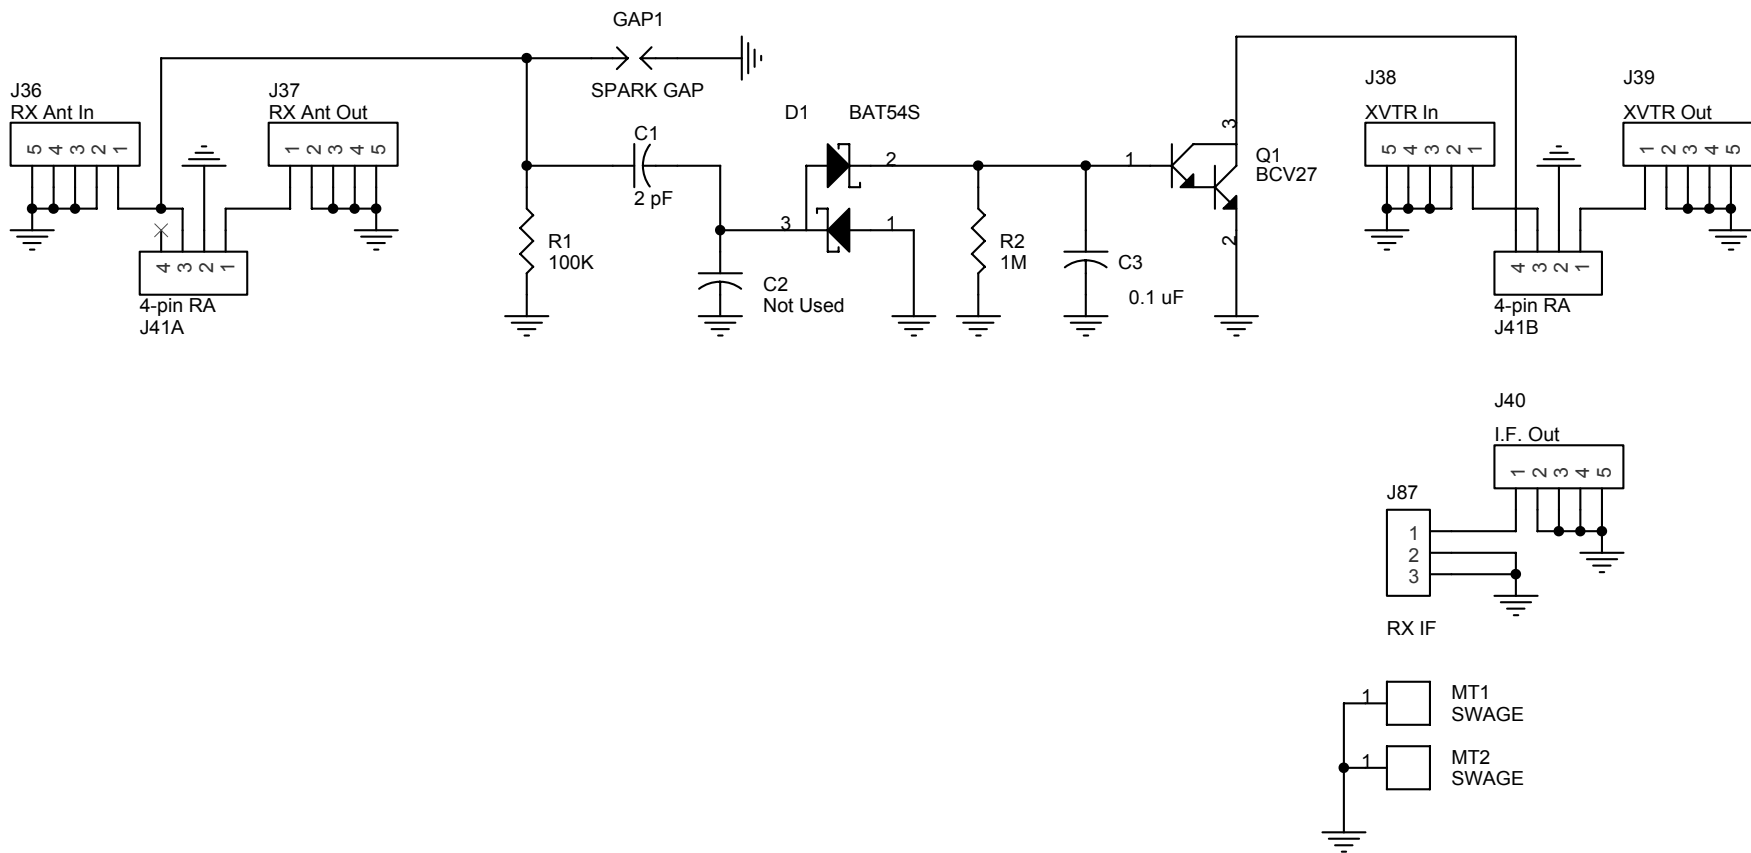 GAP1
SPARK GAP
J36
RX Ant In
5 4 3 2 1
J37
RX Ant Out
1 2 3 4 5
4 3 2 1
4-pin RA
J41A
C1
2 pF
R1
100K
C2
Not Used
D1 BAT54S
2
3 1
R2
1M
C3
0.1 uF
1
3
2
Q1
BCV27
J38
XVTR In
5 4 3 2 1
J39
XVTR Out
1 2 3 4 5
4 3 2 1
4-pin RA
J41B
J40
I.F. Out
1 2 3 4 5
J87
1
2
3
RX IF
1
MT1
SWAGE
1
MT2
SWAGE